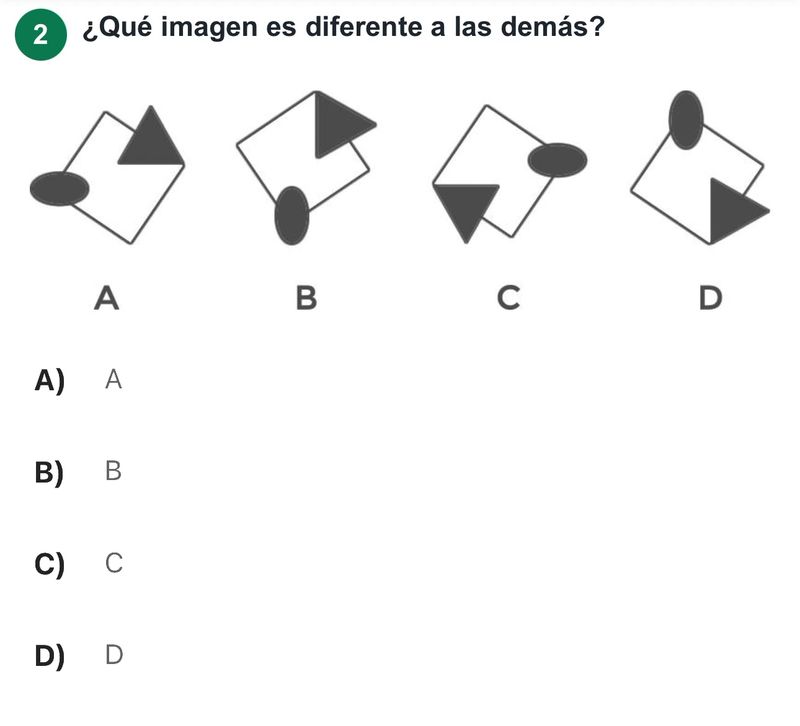 2 ¿Qué imagen es diferente a las demás?
A B C D
A) A
B) B
C) C
D) D